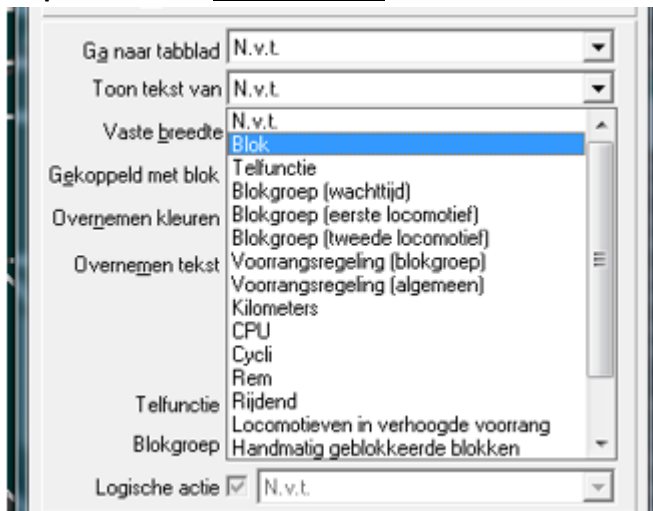 Ga naar tabblad N.v.t.
Toon tekst van N.v.t.
Vaste breedte
Gekoppeld met blok
Overnemen kleuren
Overnemen tekst
Telfunctie
Blokgroep
N.v.t.
Blok
Telfunctie
Blokgroep (wachttijd)
Blokgroep (eerste locomotief)
Blokgroep (tweede locomotief)
Voorrangsregeling (blokgroep)
Voorrangsregeling (algemeen)
Kilometers
CPU
Cycli
Rem
Rijdend
Locomotieven in verhoogde voorrang
Handmatig geblokkeerde blokken
Logische actie N.v.t.